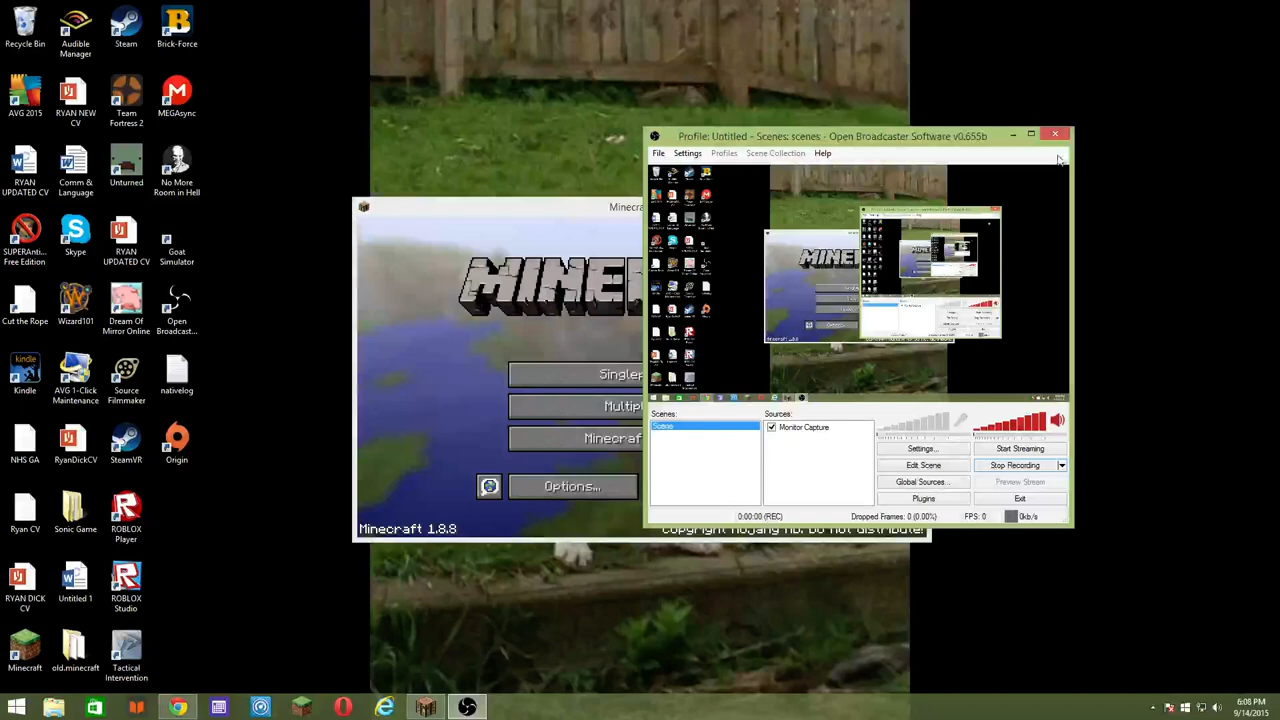 Recycle Bin
Audible
Manager
Steam
Brick-Force
AVG 2015
RYAN NEW
CV
Team
Fortress 2
MEGAsync
RYAN
UPDATED CV
Comm &
Language
Unturned
No More
Room in Hell
SUPERAnti...
Free Edition
Skype
RYAN
UPDATED CV
Goat
Simulator
Cut the Rope
Wizard101
Dream Of
Mirror Online
Open
Broadcast...
Kindle
AVG 1-Click
Maintenance
Source
Filmmaker
nativelog
NHS GA
RyanDickCV
SteamVR
Origin
Ryan CV
Sonic Game
ROBLOX
Player
RYAN DICK
CV
Untitled 1
ROBLOX
Studio
Minecraft
old.minecraft
Tactical
Intervention
Minecra
MINE
Singlep
Multip
Minecraf
Options...
Minecraft 1.8.8
Copyright Mojang AB. Do not distribute!
Profile: Untitled - Scenes: scenes - Open Broadcaster Software v0.655b
File Settings Profiles Scene Collection Help
Scenes:
Scene
Sources:
Monitor Capture
Settings...
Start Streaming
Edit Scene
Stop Recording
Global Sources...
Preview Stream
Plugins
Exit
0:00:00 (REC)
Dropped Frames: 0 (0.00%)
FPS: 0
0kb/s
6:08 PM
9/14/2015